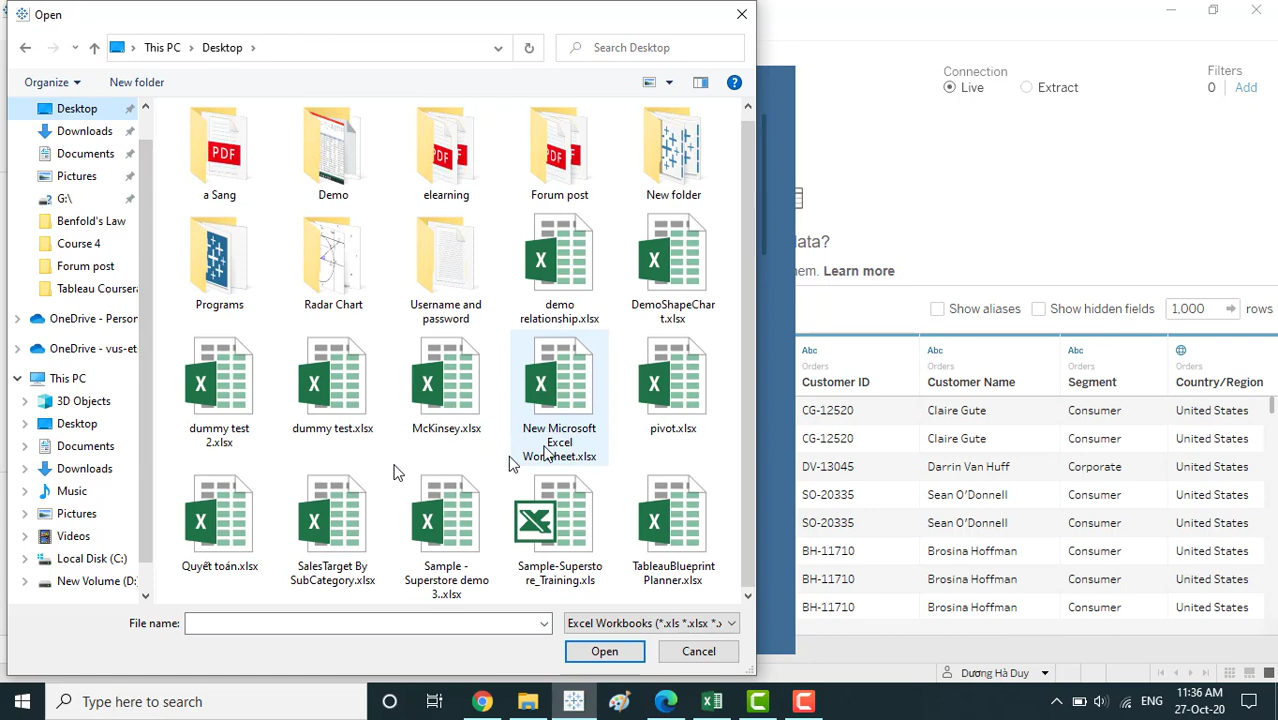 Open
This PC
Desktop
Search Desktop
Organize
New folder
Desktop
Downloads
Documents
Pictures
G:\
Benfold's Law
Course 4
Forum post
Tableau Coursera
OneDrive - Person
OneDrive - vus-et
This PC
3D Objects
Desktop
Documents
Downloads
Music
Pictures
Videos
Local Disk (C:)
New Volume (D:)
a Sang
Demo
elearning
Forum post
New folder
Programs
Radar Chart
Username and
password
demo
relationship.xlsx
DemoShapeChar
t.xlsx
dummy test
2.xlsx
dummy test.xlsx
McKinsey.xlsx
New Microsoft
Excel
Worksheet.xlsx
pivot.xlsx
Quyết toán.xlsx
SalesTarget By
SubCategory.xlsx
Sample -
Superstore demo
3..xlsx
Sample-Supersto
re_Training.xls
TableauBlueprint
Planner.xlsx
File name:
Excel Workbooks (*.xls *.xlsx *.x
Open
Cancel
Connection
Live
Extract
Filters
0
Add
data?
hem. Learn more
Show aliases
Show hidden fields
1,000
rows
Abc
Orders
Customer ID
Abc
Orders
Customer Name
Abc
Orders
Segment
Orders
Country/Region
CG-12520 Claire Gute Consumer United States
CG-12520 Claire Gute Consumer United States
DV-13045 Darrin Van Huff Corporate United States
SO-20335 Sean O'Donnell Consumer United States
SO-20335 Sean O'Donnell Consumer United States
BH-11710 Brosina Hoffman Consumer United States
BH-11710 Brosina Hoffman Consumer United States
BH-11710 Brosina Hoffman Consumer United States
Dương Hà Duy
Type here to search
ENG
11:36 AM
27-Oct-20